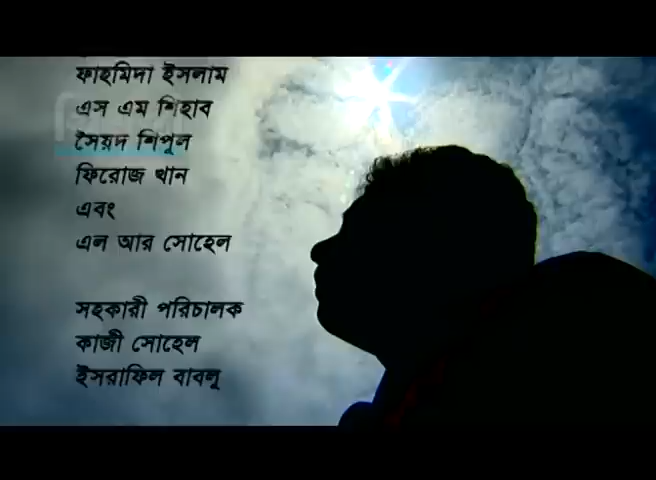 ফাহমিদা ইসলাম
এস এম শিহাব
সৈয়দ শিপুল
ফিরোজ খান
এবং
এল আর সোহেল
সহকারী পরিচালক
কাজী সোহেল
ইসরাফিল বাবলু